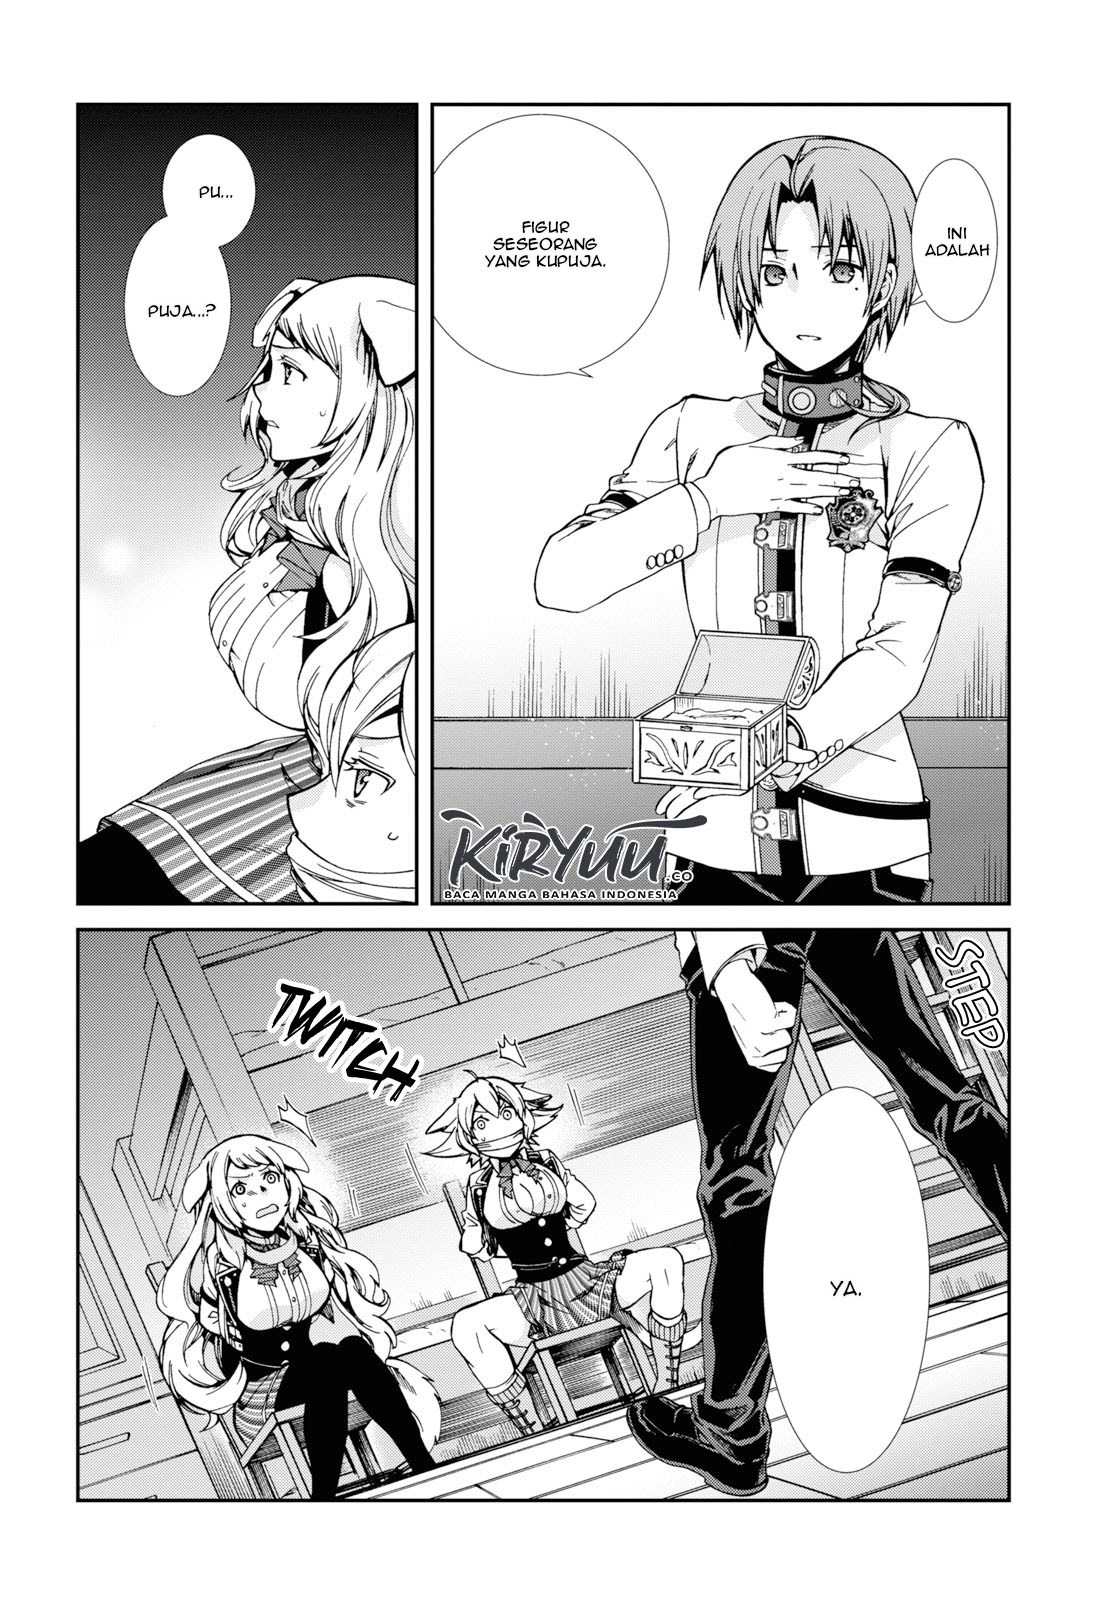 INI
ADALAH
FIGUR
SESEORANG
YANG KUPUJA.
PU...
PUJA...?
KIRYUU.CO
BACA MANGA BAHASA INDONESIA
STEP
TWITCH
YA.